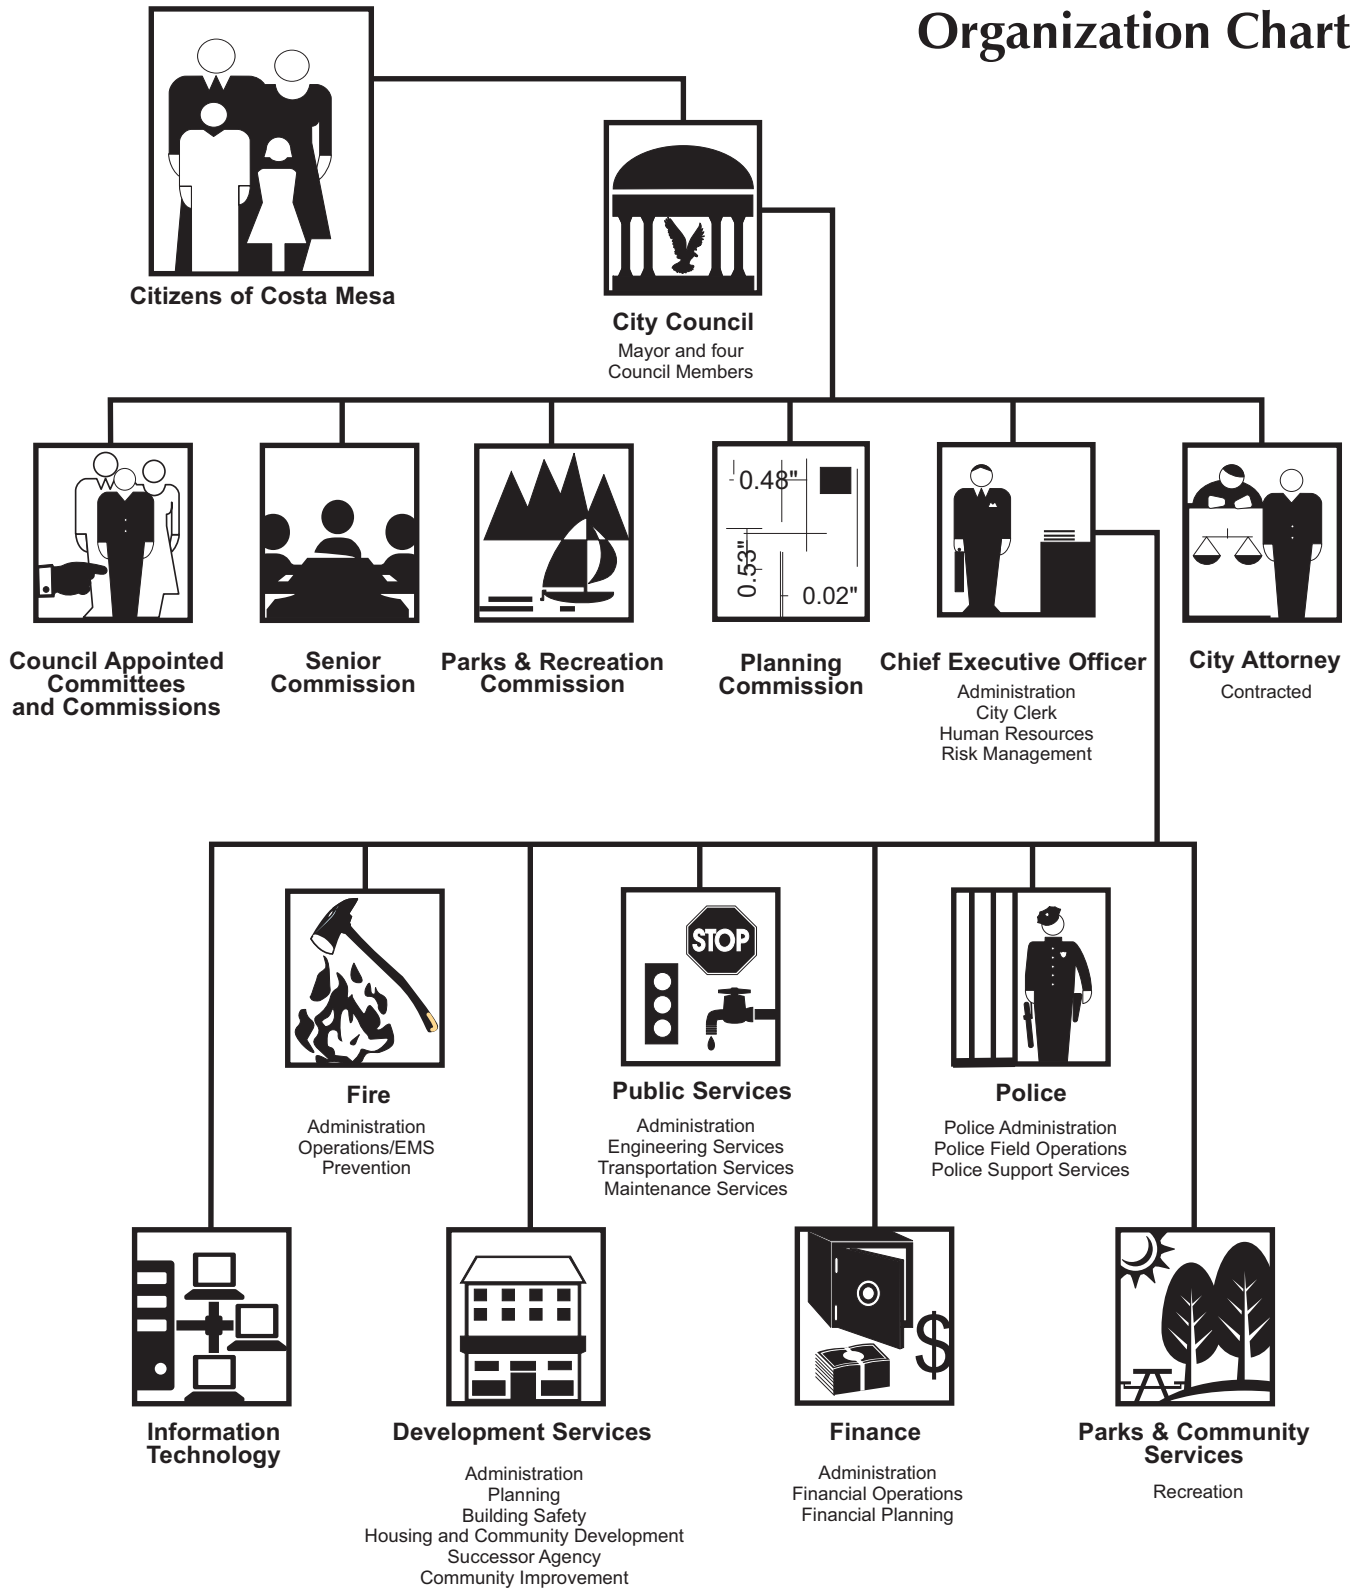 Organization Chart
Citizens of Costa Mesa
City Council
Mayor and four
Council Members
0.48"
0.53"
0.02"
Council Appointed
Committees
and Commissions
Senior
Commission
Parks & Recreation
Commission
Planning
Commission
Chief Executive Officer
Administration
City Clerk
Human Resources
Risk Management
City Attorney
Contracted
STOP
Fire
Administration
Operations/EMS
Prevention
Public Services
Administration
Engineering Services
Transportation Services
Maintenance Services
Police
Police Administration
Police Field Operations
Police Support Services
$
Information
Technology
Development Services
Administration
Planning
Building Safety
Housing and Community Development
Successor Agency
Community Improvement
Finance
Administration
Financial Operations
Financial Planning
Parks & Community
Services
Recreation